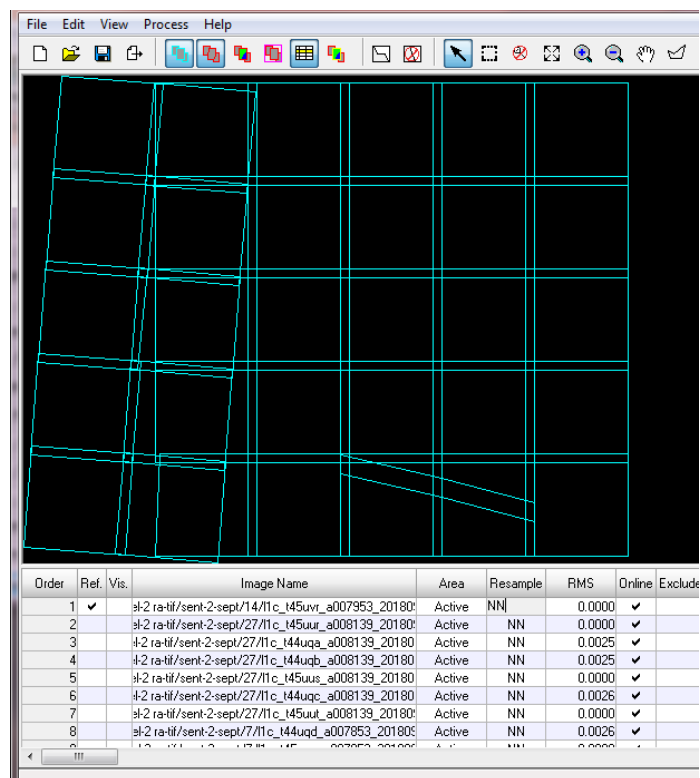 File Edit View Process Help
Order Ref. Vis. Image Name Area Resample RMS Online Exclude
1 ✔ el-2 ra-tif/sent-2-sept/14/l1c_t45uvr_a007953_20180 Active NN 0.0000 ✔
2 el-2 ra-tif/sent-2-sept/27/l1c_t45uur_a008139_20180 Active NN 0.0000 ✔
3 el-2 ra-tif/sent-2-sept/27/l1c_t44uqa_a008139_20180 Active NN 0.0025 ✔
4 el-2 ra-tif/sent-2-sept/27/l1c_t44uqb_a008139_20180 Active NN 0.0025 ✔
5 el-2 ra-tif/sent-2-sept/27/l1c_t45uus_a008139_20180 Active NN 0.0000 ✔
6 el-2 ra-tif/sent-2-sept/27/l1c_t44uqc_a008139_20180 Active NN 0.0026 ✔
7 el-2 ra-tif/sent-2-sept/27/l1c_t45uut_a008139_20180 Active NN 0.0000 ✔
8 el-2 ra-tif/sent-2-sept/7/l1c_t44uqd_a007853_201809 Active NN 0.0026 ✔